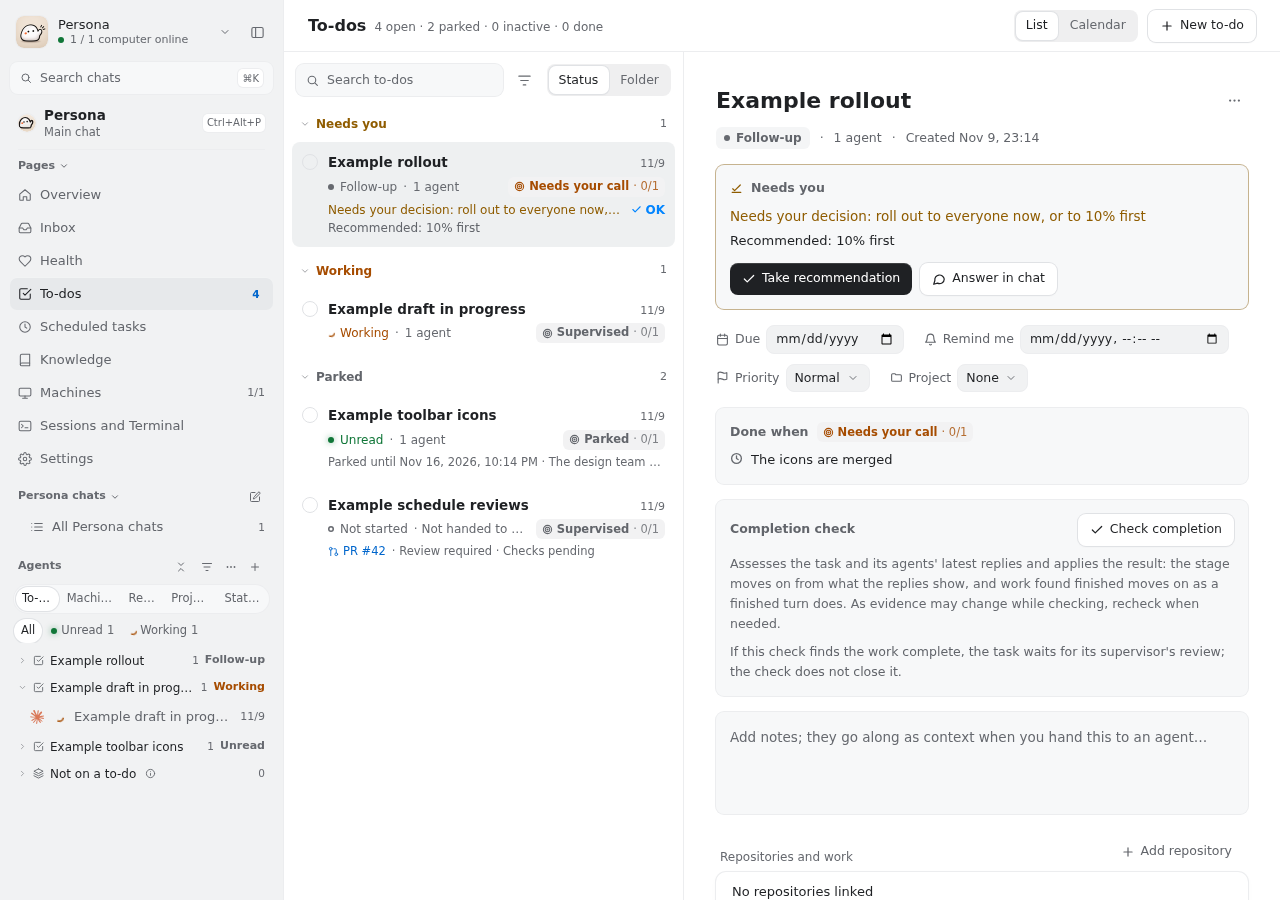 Persona
1 / 1 computer online
Search chats
⌘K
Persona
Main chat
Ctrl+Alt+P
Pages
Overview
Inbox
Health
To-dos
4
Scheduled tasks
Knowledge
Machines
1/1
Sessions and Terminal
Settings
Persona chats
All Persona chats
1
Agents
To-…
Machi…
Re…
Proj…
Stat…
All
Unread 1
Working 1
Example rollout
1 Follow-up
Example draft in prog…
1 Working
Example draft in prog…
11/9
Example toolbar icons
1 Unread
Not on a to-do
0
To-dos
4 open · 2 parked · 0 inactive · 0 done
List
Calendar
New to-do
Search to-dos
Status
Folder
Needs you
1
Example rollout
11/9
Follow-up · 1 agent
Needs your call · 0/1
Needs your decision: roll out to everyone now,…
OK
Recommended: 10% first
Working
1
Example draft in progress
11/9
Working · 1 agent
Supervised · 0/1
Parked
2
Example toolbar icons
11/9
Unread · 1 agent
Parked · 0/1
Parked until Nov 16, 2026, 10:14 PM · The design team …
Example schedule reviews
11/9
Not started · Not handed to …
Supervised · 0/1
PR #42 · Review required · Checks pending
Example rollout
Follow-up · 1 agent · Created Nov 9, 23:14
Needs you
Needs your decision: roll out to everyone now, or to 10% first
Recommended: 10% first
Take recommendation
Answer in chat
Due
mm/dd/yyyy
Remind me
mm/dd/yyyy, --:-- --
Priority
Normal
Project
None
Done when
Needs your call · 0/1
The icons are merged
Completion check
Check completion
Assesses the task and its agents' latest replies and applies the result: the stage
moves on from what the replies show, and work found finished moves on as a
finished turn does. As evidence may change while checking, recheck when
needed.
If this check finds the work complete, the task waits for its supervisor's review;
the check does not close it.
Add notes; they go along as context when you hand this to an agent…
Repositories and work
Add repository
No repositories linked